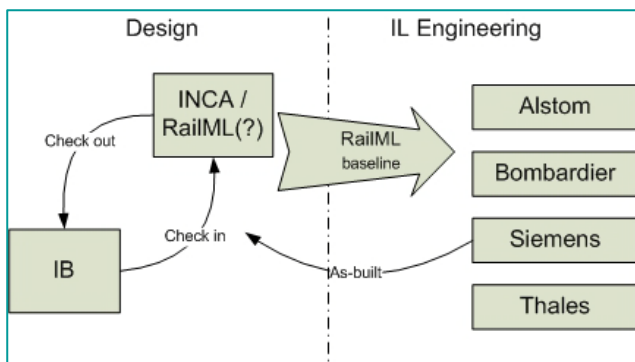 Design
IL Engineering
INCA /
RailML(?)
Check out
RailML
baseline
Alstom
Bombardier
Check in
Siemens
IB
As-built
Thales